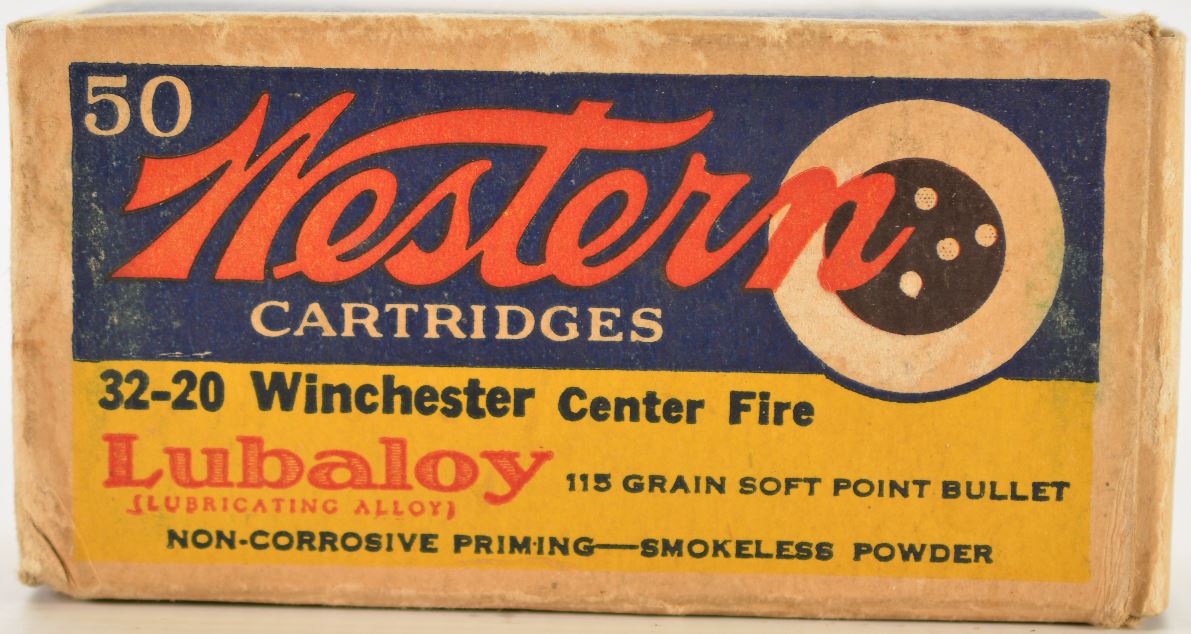 50
Western
CARTRIDGES
32-20 Winchester Center Fire
Lubaloy 115 GRAIN SOFT POINT BULLET
(LUBRICATING ALLOY)
NON-CORROSIVE PRIMING—SMOKELESS POWDER